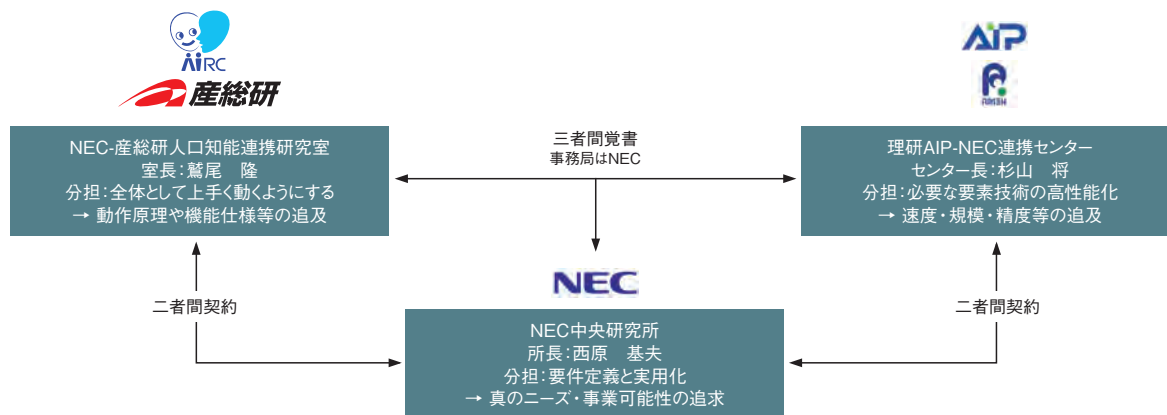 AIRC
産総研
AIP
RIKEN
NEC-産総研人口知能連携研究室
室長：鷲尾　隆
分担：全体として上手く動くようにする
→ 動作原理や機能仕様等の追及
三者間覚書
事務局はNEC
理研AIP-NEC連携センター
センター長：杉山　将
分担：必要な要素技術の高性能化
→ 速度・規模・精度等の追及
二者間契約
NEC
二者間契約
NEC中央研究所
所長：西原　基夫
分担：要件定義と実用化
→ 真のニーズ・事業可能性の追求